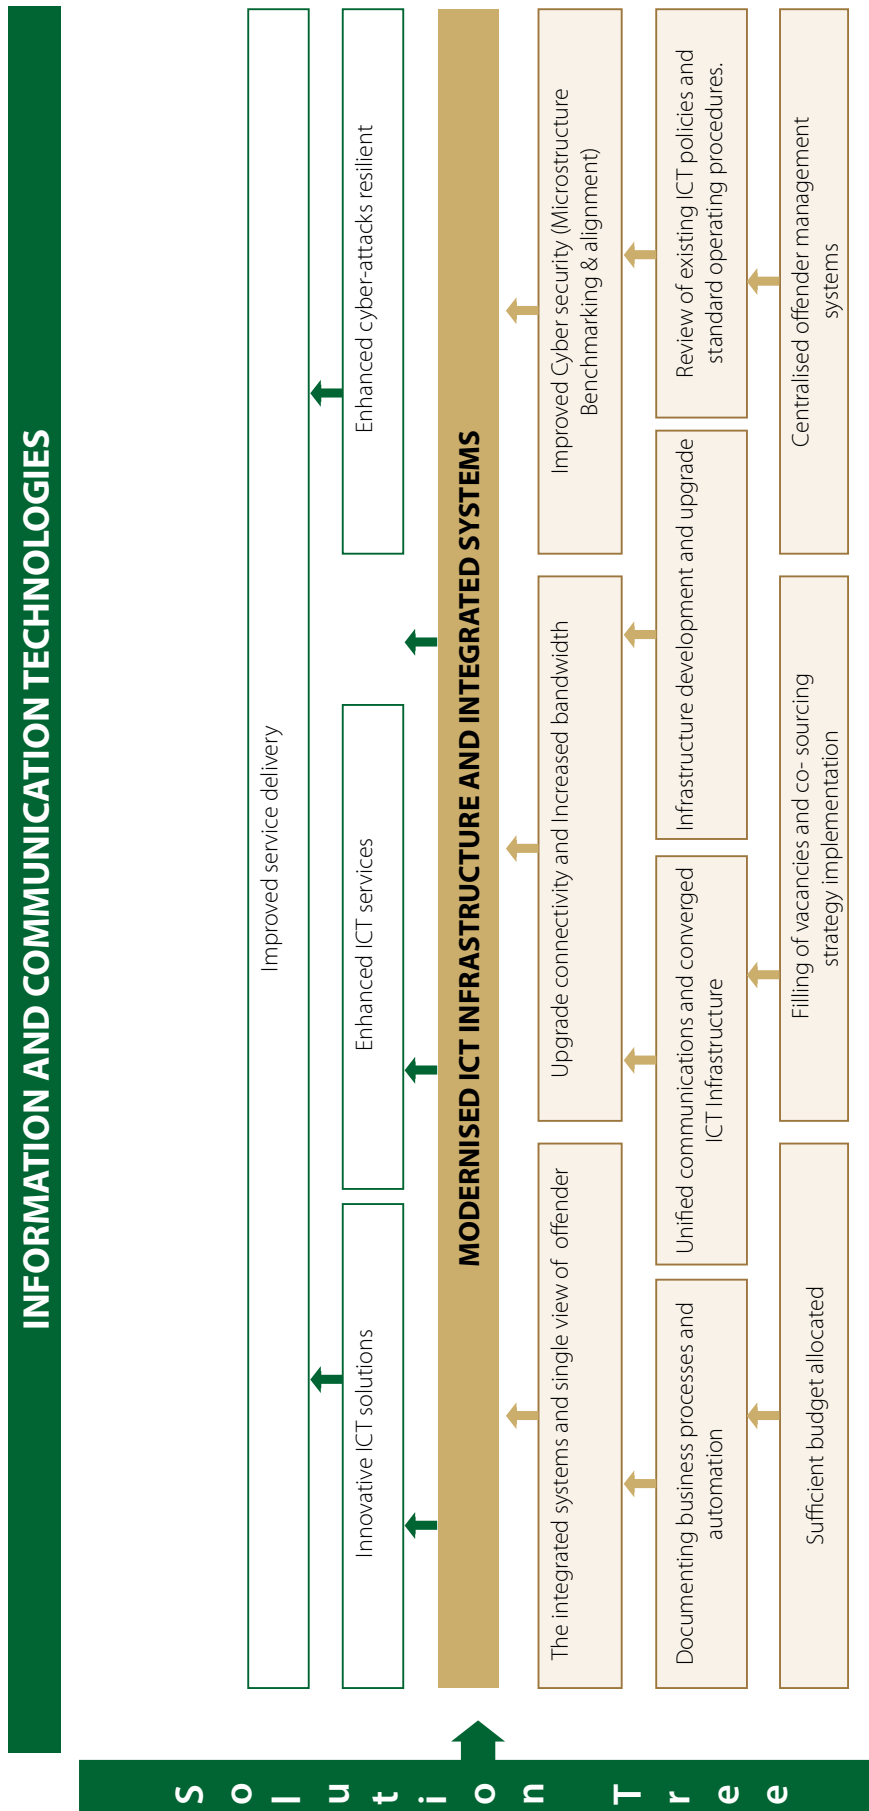 INFORMATION AND COMMUNICATION TECHNOLOGIES
Solution Tree
Improved service delivery
Innovative ICT solutions
Enhanced ICT services
Enhanced cyber-attacks resilient
MODERNISED ICT INFRASTRUCTURE AND INTEGRATED SYSTEMS
The integrated systems and single view of offender
Upgrade connectivity and Increased bandwidth
Improved Cyber security (Microstructure
Benchmarking & alignment)
Documenting business processes and
automation
Unified communications and converged
ICT Infrastructure
Infrastructure development and upgrade
Review of existing ICT policies and
standard operating procedures.
Sufficient budget allocated
Filling of vacancies and co- sourcing
strategy implementation
Centralised offender management
systems